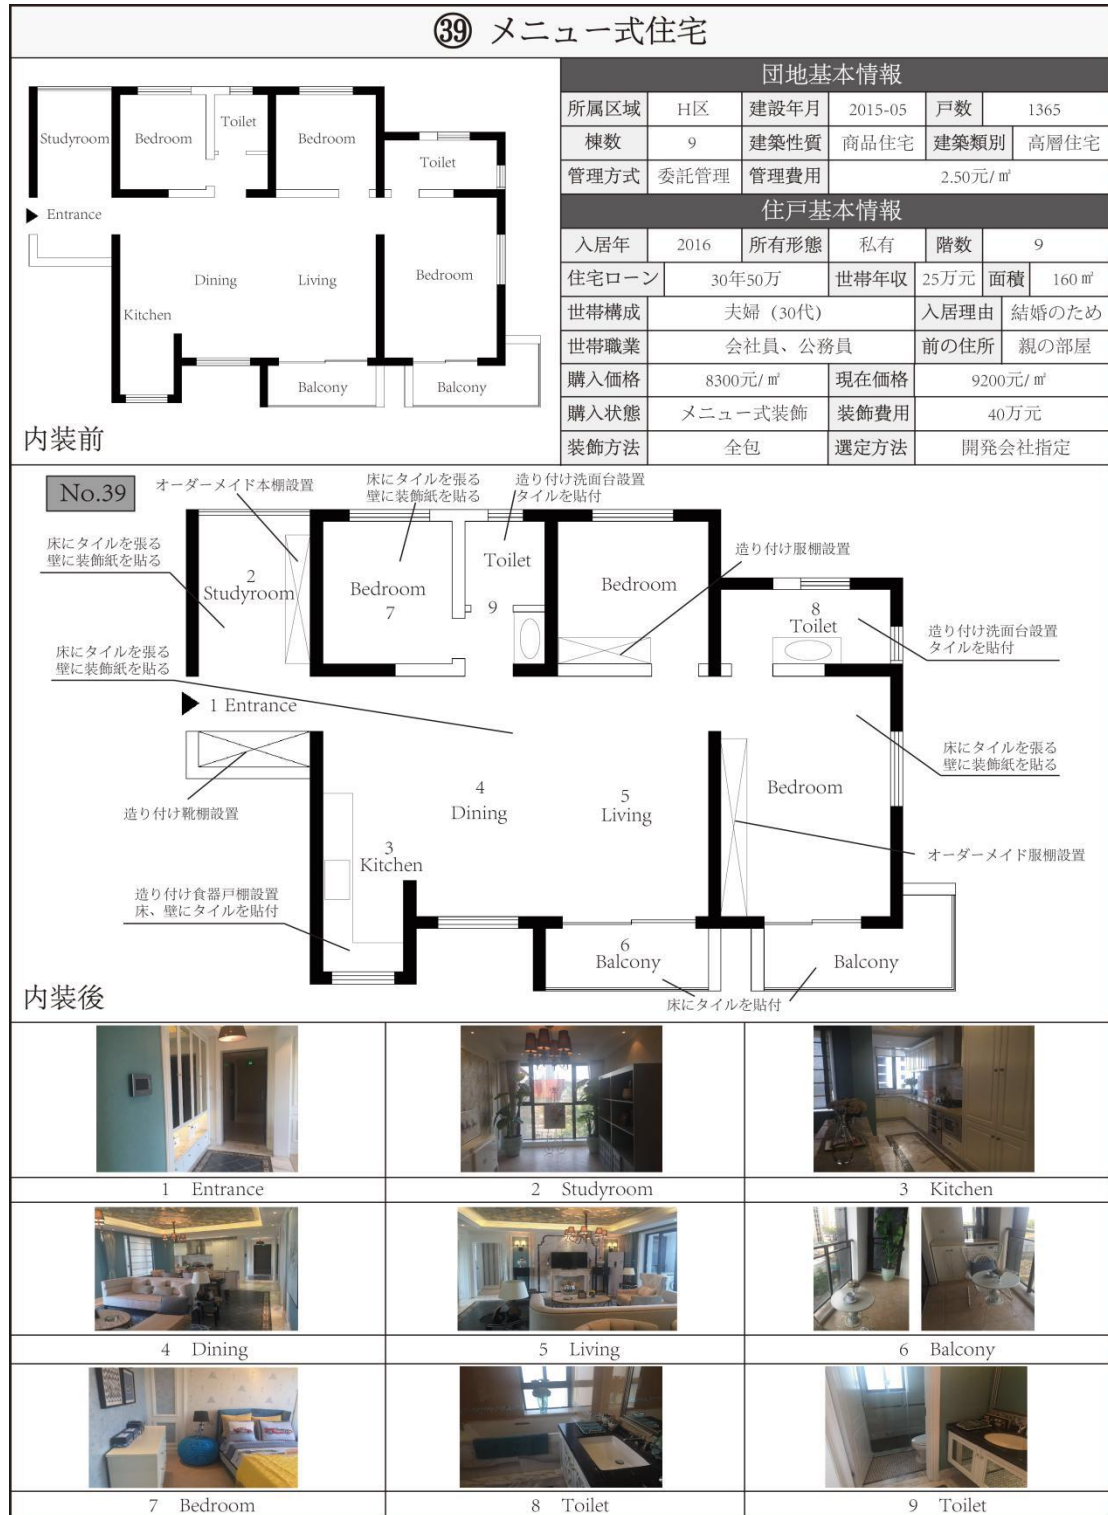 ㊴ メニュー式住宅
Studyroom
Bedroom
Toilet
Bedroom
Toilet
Entrance
Dining
Living
Bedroom
Kitchen
Balcony
Balcony
内装前
団地基本情報
所属区域 H区 建設年月 2015-05 戸数 1365
棟数 9 建築性質 商品住宅 建築類別 高層住宅
管理方式 委託管理 管理費用 2.50元/㎡
住戸基本情報
入居年 2016 所有形態 私有 階数 9
住宅ローン 30年50万 世帯年収 25万元 面積 160㎡
世帯構成 夫婦（30代） 入居理由 結婚のため
世帯職業 会社員、公務員 前の住所 親の部屋
購入価格 8300元/㎡ 現在価格 9200元/㎡
購入状態 メニュー式装飾 装飾費用 40万元
装飾方法 全包 選定方法 開発会社指定
No.39
オーダーメイド本棚設置
床にタイルを張る
壁に装飾紙を貼る
造り付け洗面台設置
タイルを貼付
床にタイルを張る
壁に装飾紙を貼る
造り付け服棚設置
2
Studyroom
Bedroom
7
Toilet
9
Bedroom
8
Toilet
造り付け洗面台設置
タイルを貼付
床にタイルを張る
壁に装飾紙を貼る
1 Entrance
床にタイルを張る
壁に装飾紙を貼る
4
Dining
5
Living
Bedroom
造り付け靴棚設置
3
Kitchen
オーダーメイド服棚設置
造り付け食器戸棚設置
床、壁にタイルを貼付
6
Balcony
Balcony
床にタイルを貼付
内装後
1 Entrance
2 Studyroom
3 Kitchen
4 Dining
5 Living
6 Balcony
7 Bedroom
8 Toilet
9 Toilet